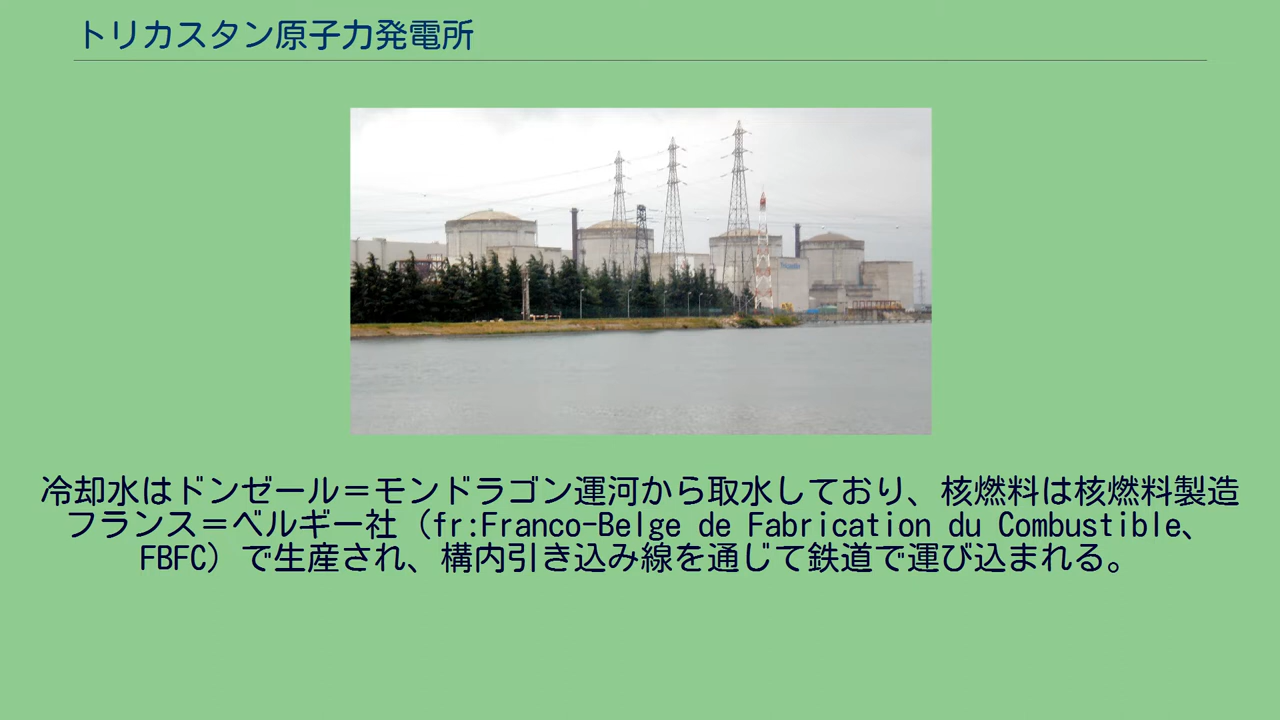 トリカスタン原子力発電所
冷却水はドンゼール＝モンドラゴン運河から取水しており、核燃料は核燃料製造
フランス＝ベルギー社（fr:Franco-Belge de Fabrication du Combustible、
FBFC）で生産され、構内引き込み線を通じて鉄道で運び込まれる。